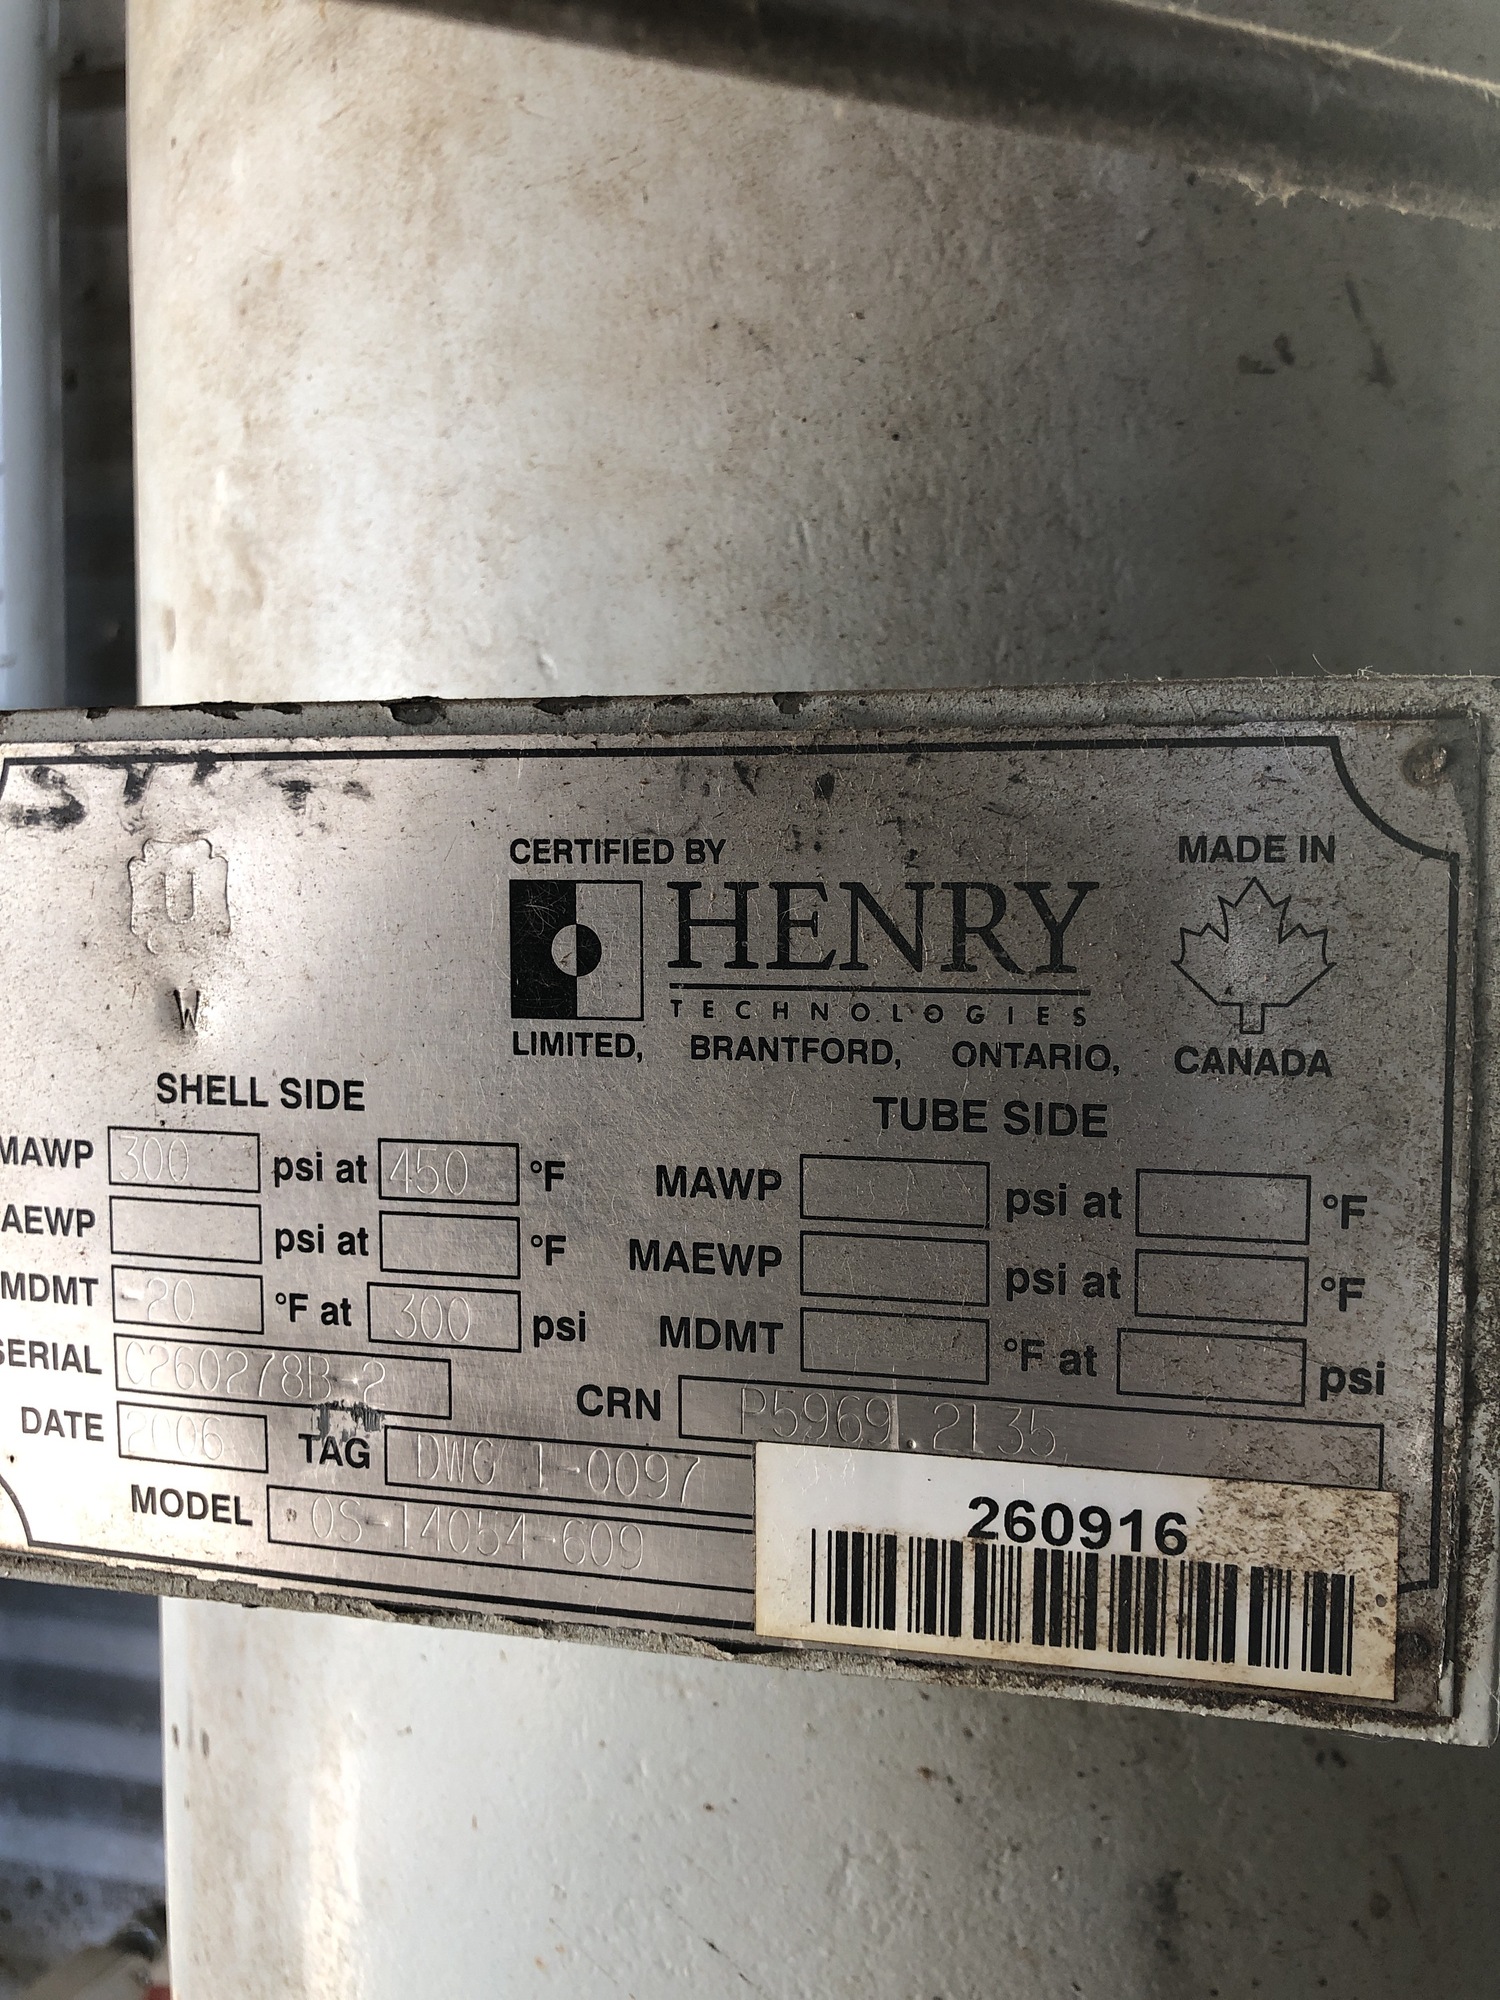 U
W
CERTIFIED BY
HENRY
TECHNOLOGIES
LIMITED, BRANTFORD, ONTARIO, CANADA
MADE IN
SHELL SIDE
MAWP 300 psi at 450 °F
AEWP psi at °F
MDMT -20 °F at 300 psi
SERIAL C260278B-2
DATE 2006 TAG DWG 1-0097
MODEL OS-14054-609
TUBE SIDE
MAWP psi at °F
MAEWP psi at °F
MDMT °F at psi
CRN P5969.2135
260916